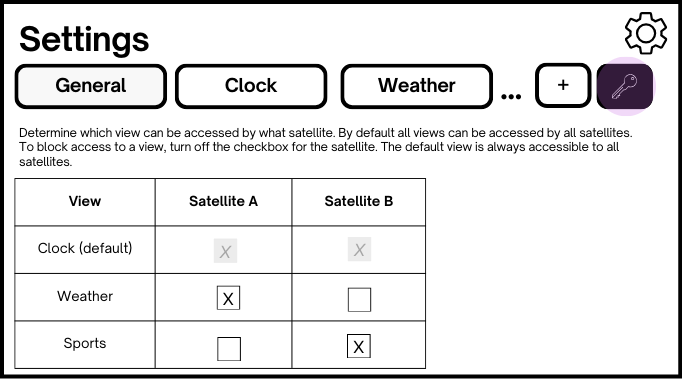 Settings
General Clock Weather ... +
Determine which view can be accessed by what satellite. By default all views can be accessed by all satellites.
To block access to a view, turn off the checkbox for the satellite. The default view is always accessible to all
satellites.
View Satellite A Satellite B
Clock (default) X X
Weather X
Sports X